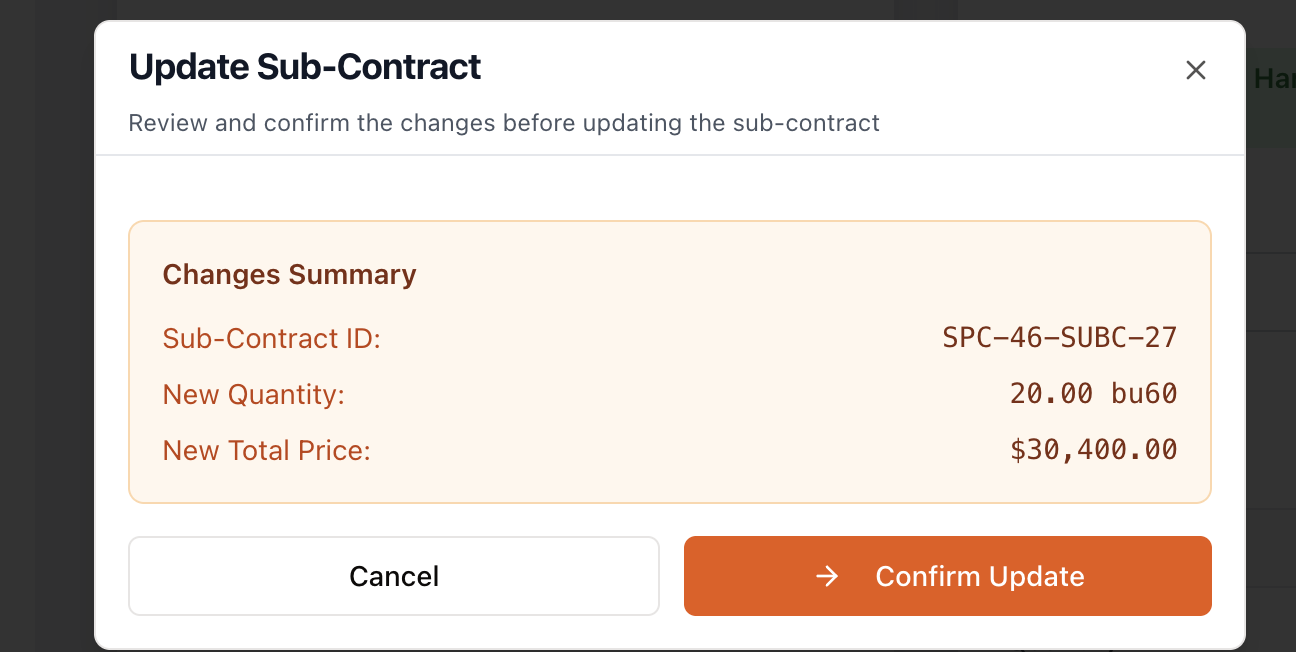 Update Sub-Contract
Review and confirm the changes before updating the sub-contract
Changes Summary
Sub-Contract ID: SPC-46-SUBC-27
New Quantity: 20.00 bu60
New Total Price: $30,400.00
Cancel
→ Confirm Update